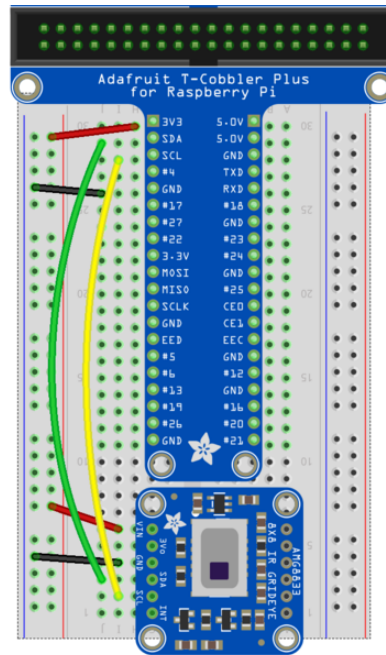 Adafruit T-Cobbler Plus
for Raspberry Pi
30
30
3V3 5.0V
SDA 5.0V
SCL GND
#4 TXD
GND RXD
#17 #18
#27 GND
#22 #23
3.3V #24
MOSI GND
MISO #25
SCLK CE0
GND CE1
EED EEC
#5 GND
#6 #12
#13 GND
#19 #16
#26 #20
GND #21
25
20
15
10
5
1
VIN
3Vo
GND
SDA
SCL
INT
8X8 IR GRIDEYE
AMG8833